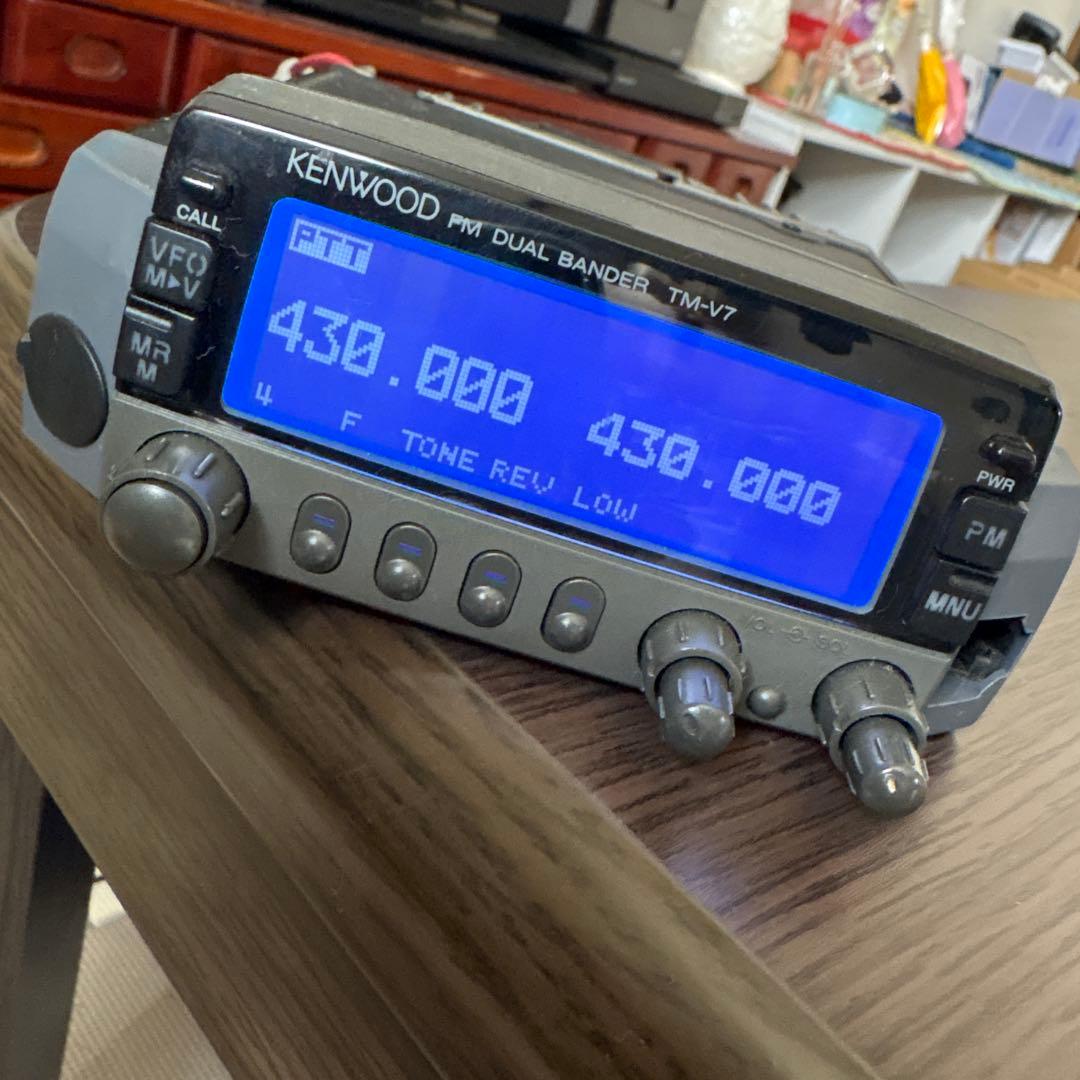 KENWOOD FM DUAL BANDER TM-V7
CALL
VFO
M▶V
MR
M
ATT
430.000 430.000
4 F TONE REV LOW
PWR
PM
MNU